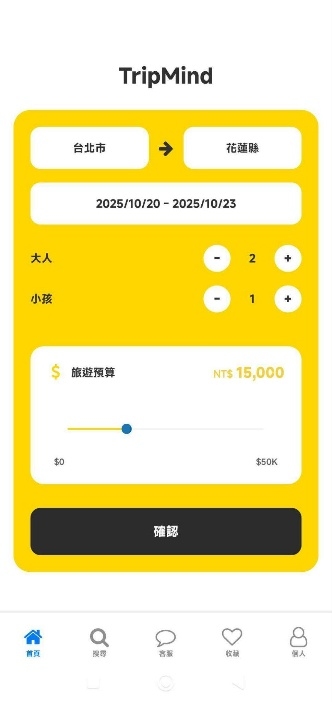 TripMind
台北市 → 花蓮縣
2025/10/20 - 2025/10/23
大人 - 2 +
小孩 - 1 +
$ 旅遊預算 NT$ 15,000
$0 $50K
確認
首頁 搜尋 客服 收藏 個人